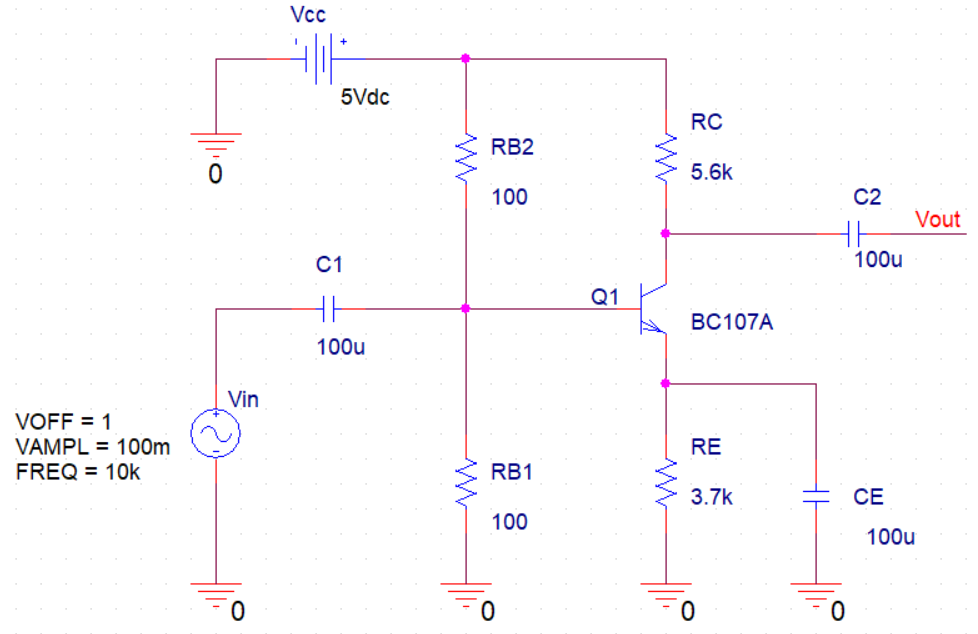 Vcc
- +
5Vdc
0
RB2
100
RC
5.6k
C2
100u
Vout
C1
100u
Q1
BC107A
Vin
+
-
VOFF = 1
VAMPL = 100m
FREQ = 10k
RB1
100
RE
3.7k
CE
100u
0
0
0
0